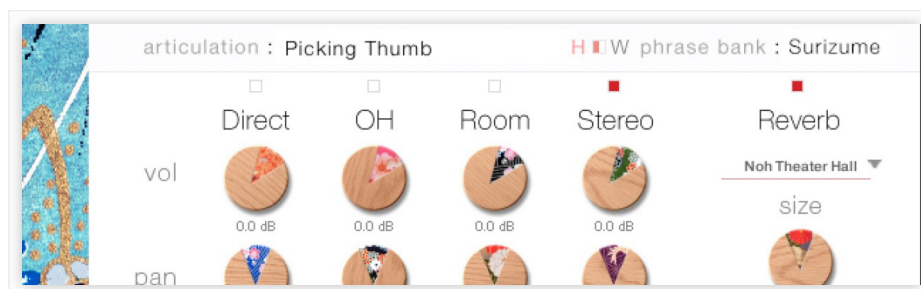 articulation : Picking Thumb
H W phrase bank : Surizume
Direct OH Room Stereo Reverb
vol
Noh Theater Hall
size
0.0 dB 0.0 dB 0.0 dB 0.0 dB
pan